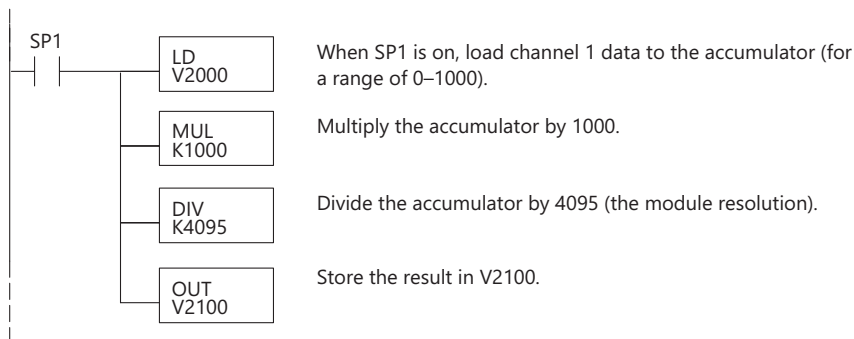 SP1
LD
V2000
When SP1 is on, load channel 1 data to the accumulator (for
a range of 0–1000).
MUL
K1000
Multiply the accumulator by 1000.
DIV
K4095
Divide the accumulator by 4095 (the module resolution).
OUT
V2100
Store the result in V2100.